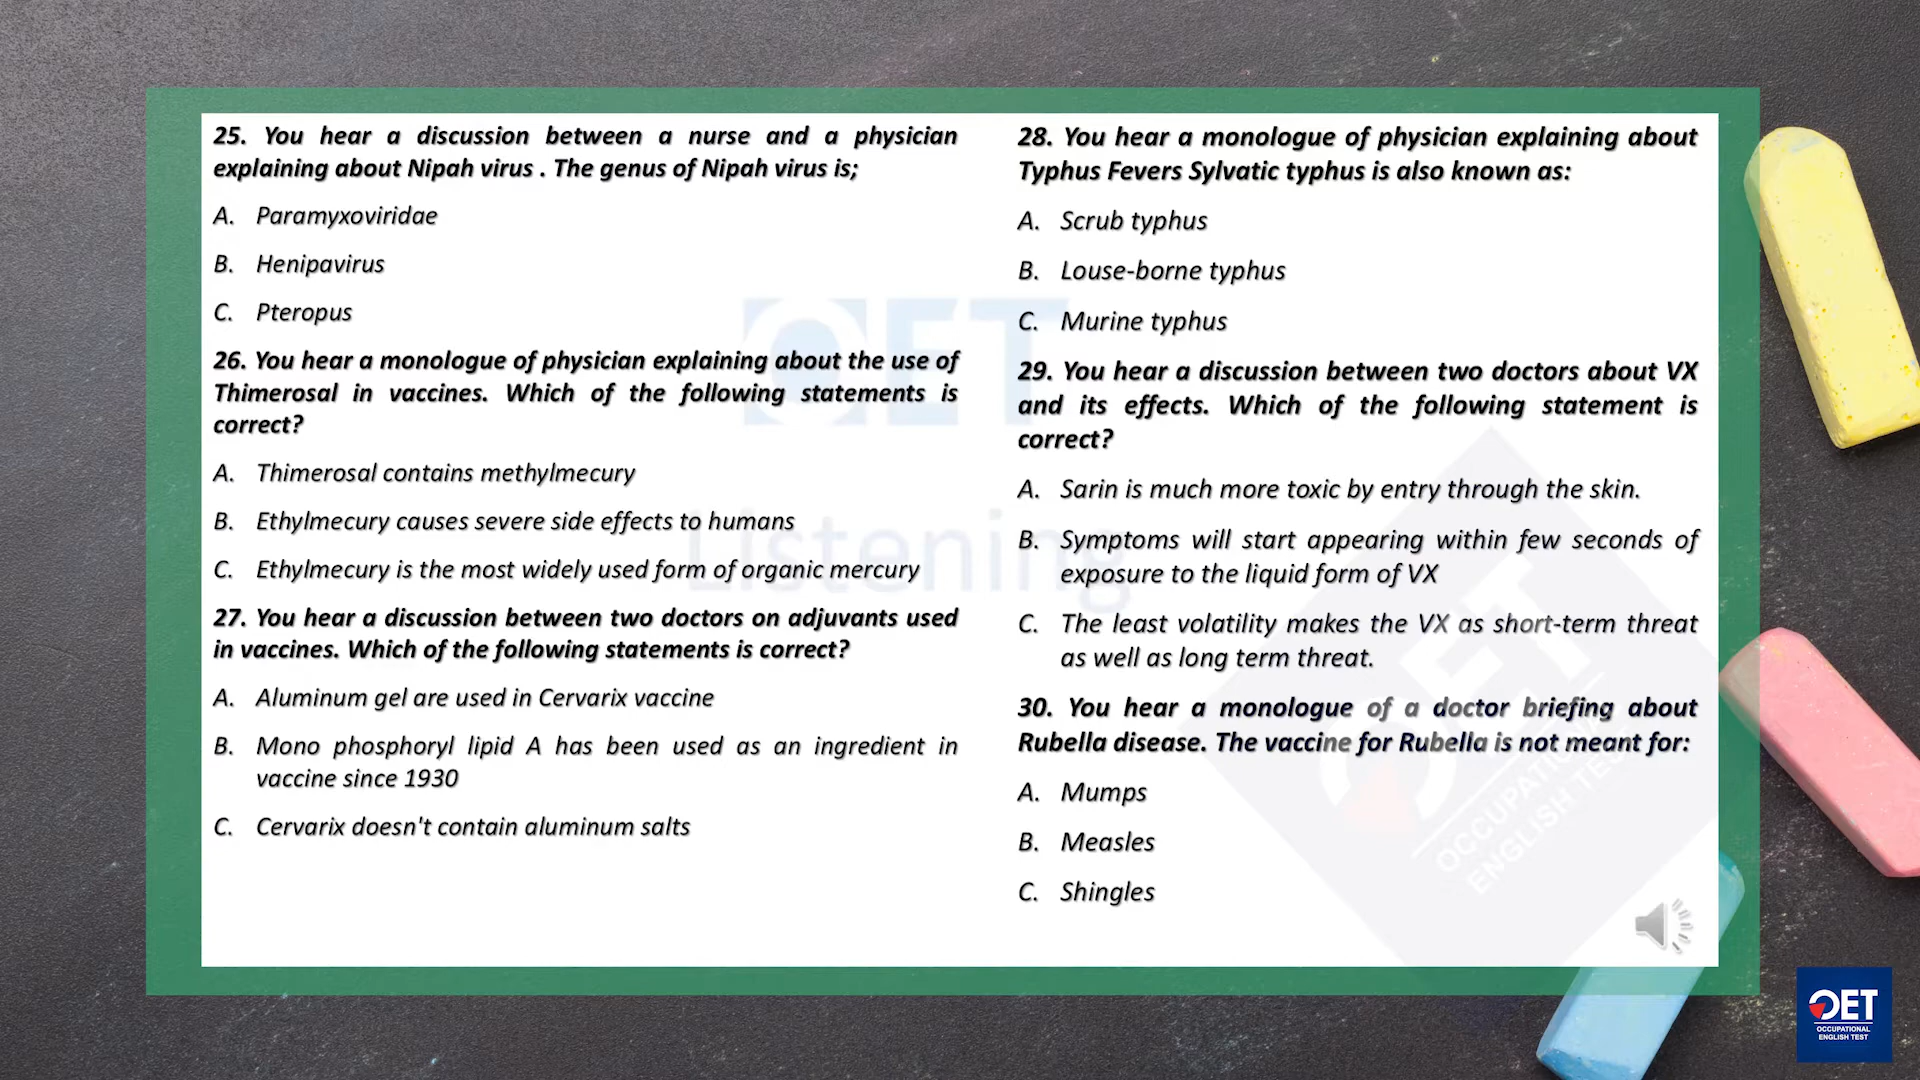 25. You hear a discussion between a nurse and a physician
explaining about Nipah virus . The genus of Nipah virus is;
A. Paramyxoviridae
B. Henipavirus
C. Pteropus
26. You hear a monologue of physician explaining about the use of
Thimerosal in vaccines. Which of the following statements is
correct?
A. Thimerosal contains methylmecury
B. Ethylmecury causes severe side effects to humans
C. Ethylmecury is the most widely used form of organic mercury
27. You hear a discussion between two doctors on adjuvants used
in vaccines. Which of the following statements is correct?
A. Aluminum gel are used in Cervarix vaccine
B. Mono phosphoryl lipid A has been used as an ingredient in
vaccine since 1930
C. Cervarix doesn't contain aluminum salts
28. You hear a monologue of physician explaining about
Typhus Fevers Sylvatic typhus is also known as:
A. Scrub typhus
B. Louse-borne typhus
C. Murine typhus
29. You hear a discussion between two doctors about VX
and its effects. Which of the following statement is
correct?
A. Sarin is much more toxic by entry through the skin.
B. Symptoms will start appearing within few seconds of
exposure to the liquid form of VX
C. The least volatility makes the VX as short-term threat
as well as long term threat.
30. You hear a monologue of a doctor briefing about
Rubella disease. The vaccine for Rubella is not meant for:
A. Mumps
B. Measles
C. Shingles
OET
Listening
OET
OCCUPATIONAL
ENGLISH TEST
OET
OCCUPATIONAL
ENGLISH TEST